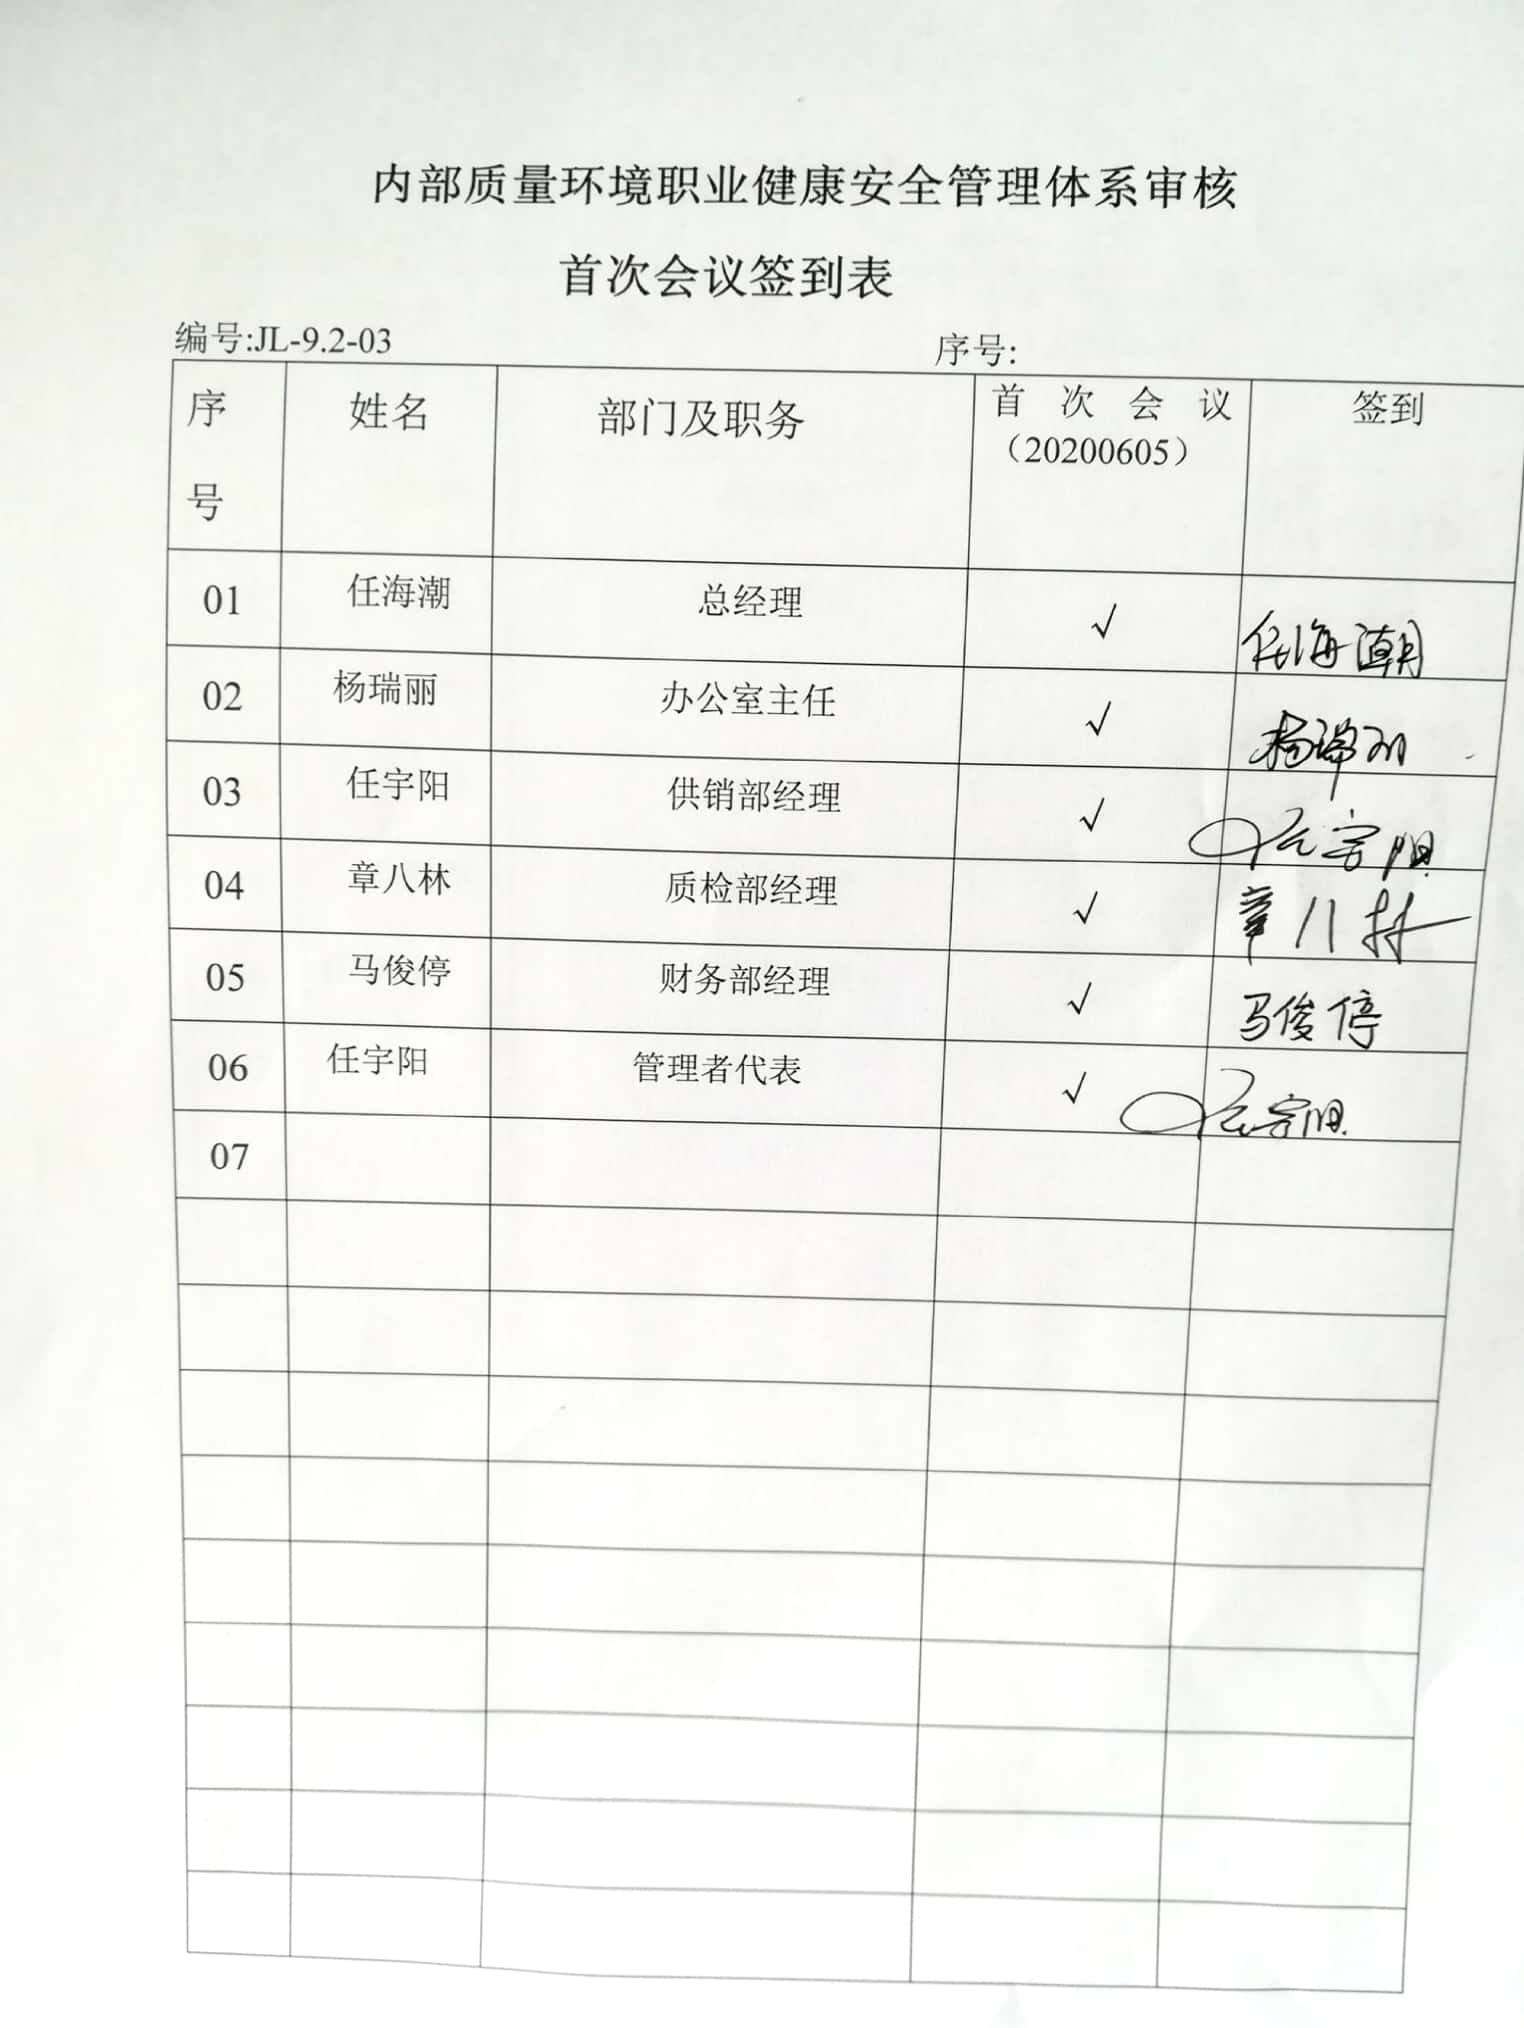 内部质量环境职业健康安全管理体系审核
首次会议签到表
编号:JL-9.2-03 序号:
序号 姓名 部门及职务 首次会议（20200605） 签到
01 任海潮 总经理 √ 任海潮
02 杨瑞丽 办公室主任 √ 杨瑞丽
03 任宇阳 供销部经理 √ 任宇阳
04 章八林 质检部经理 √ 章八林
05 马俊停 财务部经理 √ 马俊停
06 任宇阳 管理者代表 √ 任宇阳
07